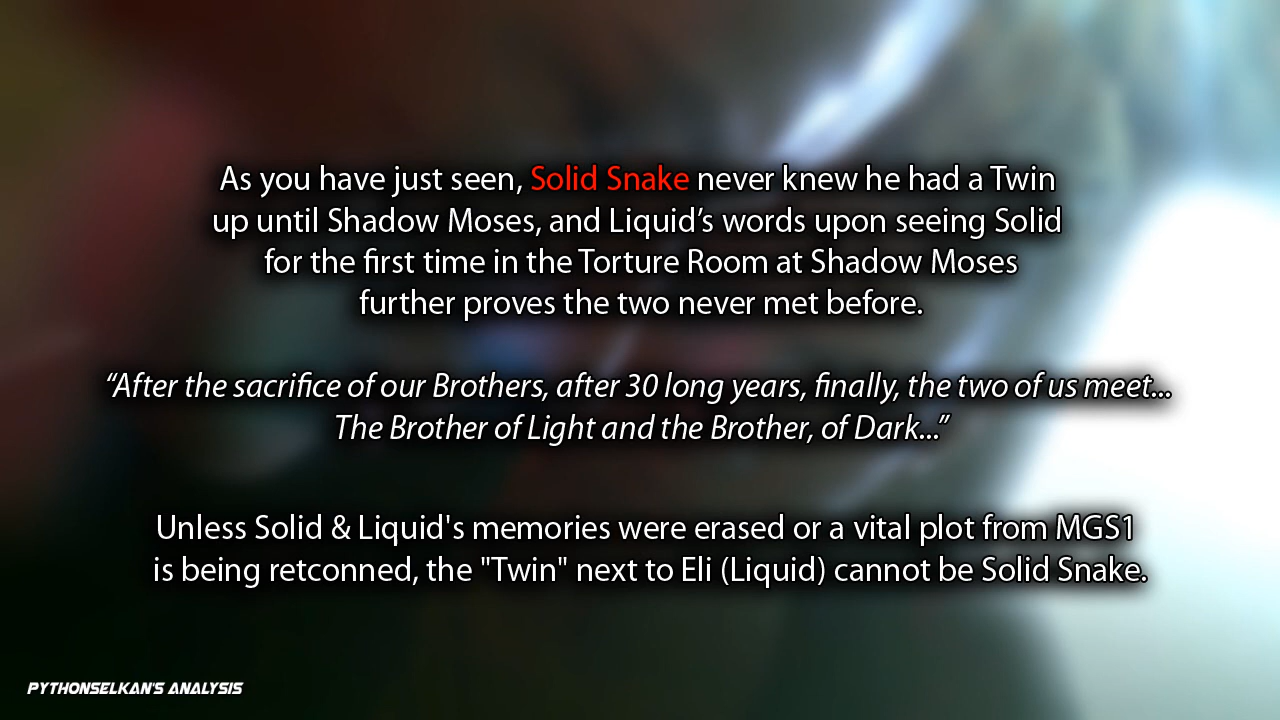 As you have just seen, Solid Snake never knew he had a Twin
up until Shadow Moses, and Liquid’s words upon seeing Solid
for the first time in the Torture Room at Shadow Moses
further proves the two never met before.
“After the sacrifice of our Brothers, after 30 long years, finally, the two of us meet...
The Brother of Light and the Brother, of Dark...”
Unless Solid & Liquid's memories were erased or a vital plot from MGS1
is being retconned, the "Twin" next to Eli (Liquid) cannot be Solid Snake.
PYTHONSELKAN'S ANALYSIS